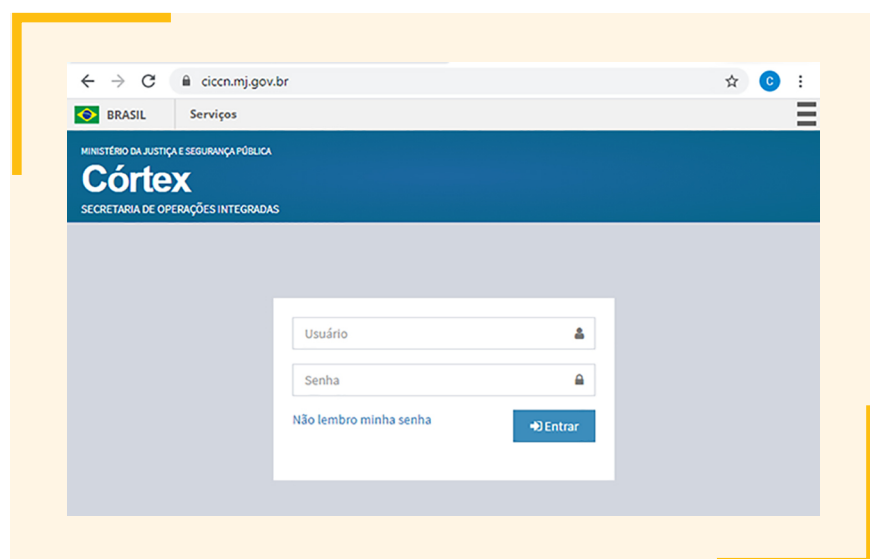 ciccn.mj.gov.br
C
BRASIL Serviços
MINISTÉRIO DA JUSTIÇA E SEGURANÇA PÚBLICA
Córtex
SECRETARIA DE OPERAÇÕES INTEGRADAS
Usuário
Senha
Não lembro minha senha
Entrar